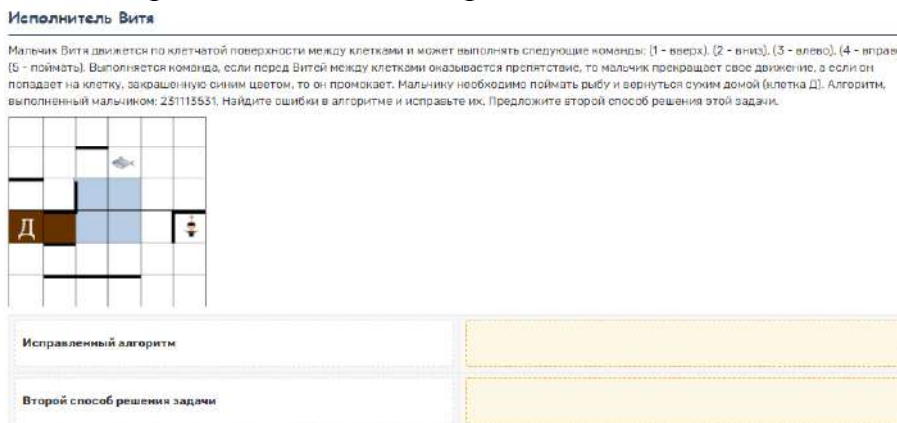 Исполнитель Витя
Мальчик Витя движется по клетчатой поверхности между клетками и может выполнять следующие команды: (1 - вверх), (2 - вниз), (3 - влево), (4 - вправо
(5 - поймать). Выполняется команда, если перед Витей между клетками оказывается препятствие, то мальчик прекращает свое движение, а если он
попадает на клетку, закрашенную синим цветом, то он промокает. Мальчику необходимо поймать рыбу и вернуться сухим домой (клетка Д). Алгоритм,
выполненный мальчиком: 231113531. Найдите ошибки в алгоритме и исправьте их. Предложите второй способ решения этой задачи.
Д
Исправленный алгоритм
Второй способ решения задачи